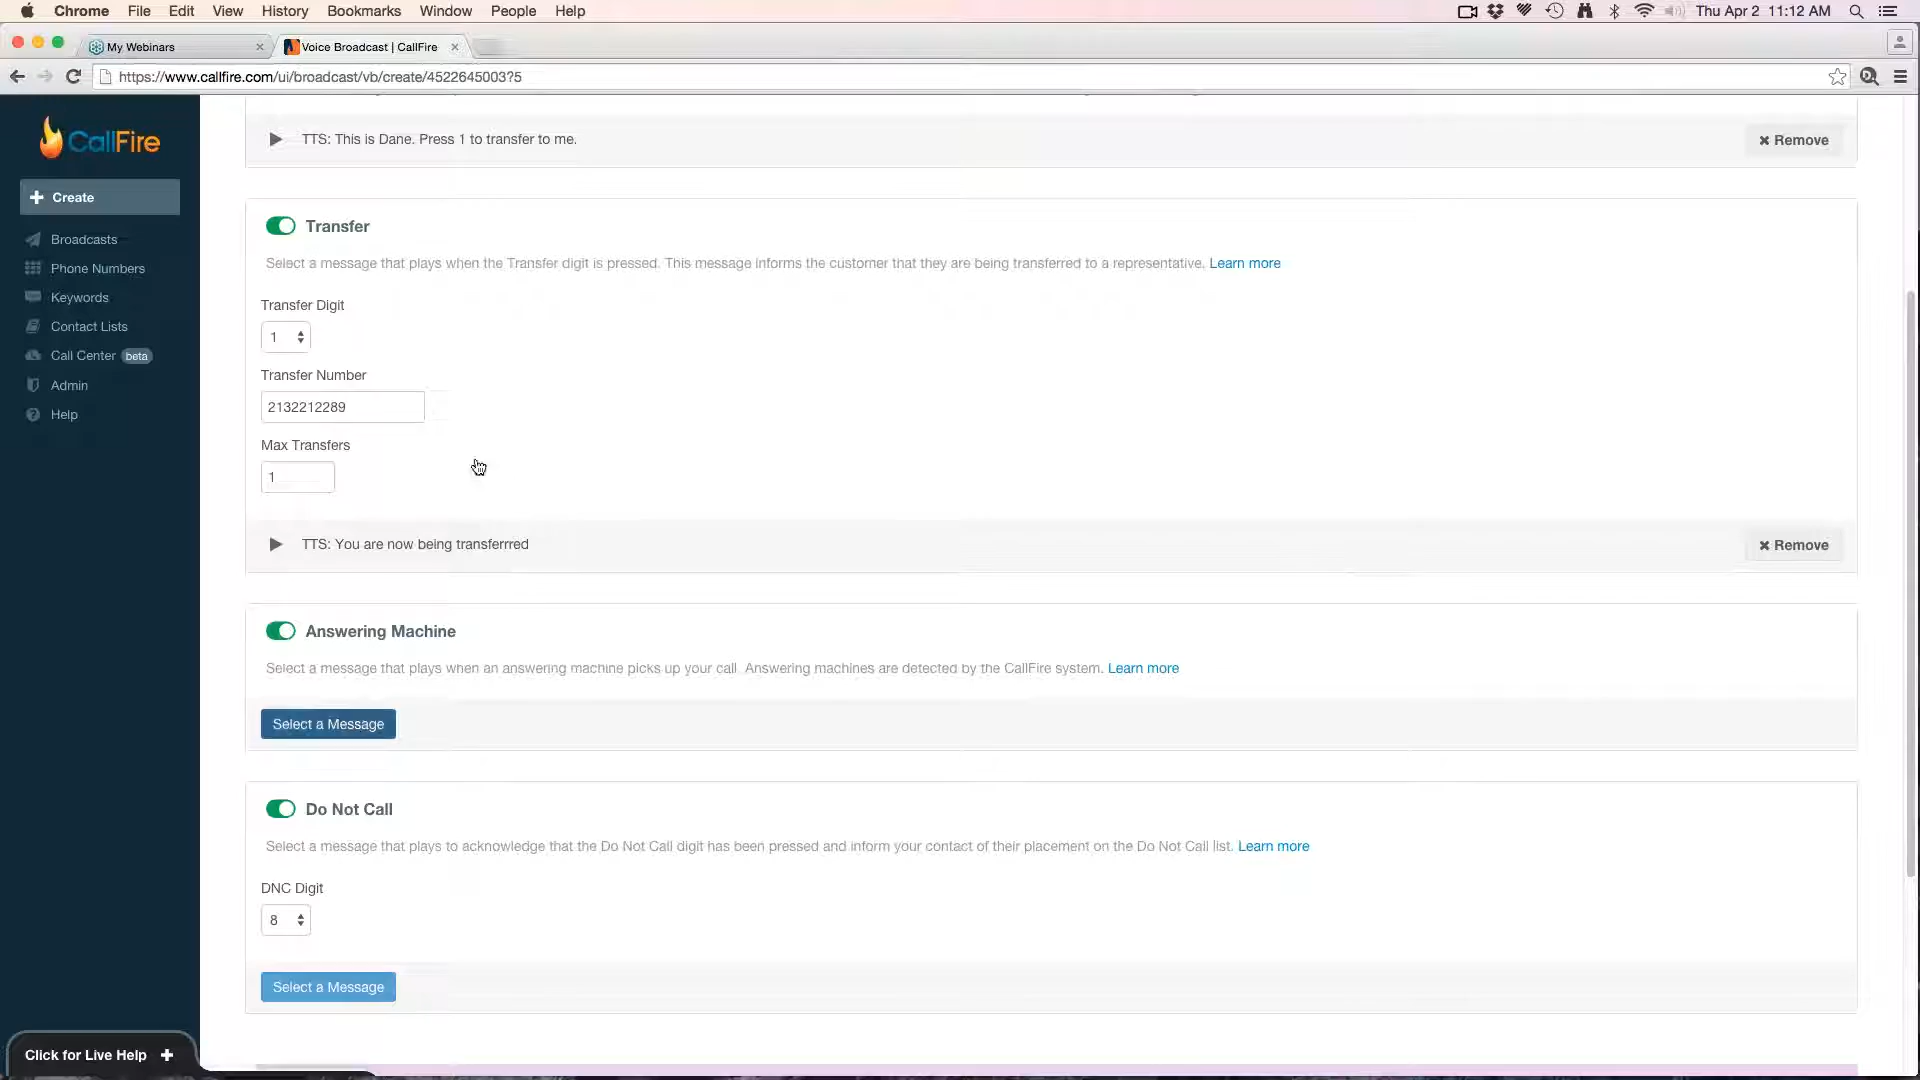 Chrome File Edit View History Bookmarks Window People Help Thu Apr 2 11:12 AM
My Webinars Voice Broadcast | CallFire
https://www.callfire.com/ui/broadcast/vb/create/4522645003?5
CallFire
Create
Broadcasts
Phone Numbers
Keywords
Contact Lists
Call Center beta
Admin
Help
Click for Live Help
TTS: This is Dane. Press 1 to transfer to me.
Remove
Transfer
Select a message that plays when the Transfer digit is pressed. This message informs the customer that they are being transferred to a representative. Learn more
Transfer Digit
1
Transfer Number
2132212289
Max Transfers
1
TTS: You are now being transferrred
Remove
Answering Machine
Select a message that plays when an answering machine picks up your call. Answering machines are detected by the CallFire system. Learn more
Select a Message
Do Not Call
Select a message that plays to acknowledge that the Do Not Call digit has been pressed and inform your contact of their placement on the Do Not Call list. Learn more
DNC Digit
8
Select a Message